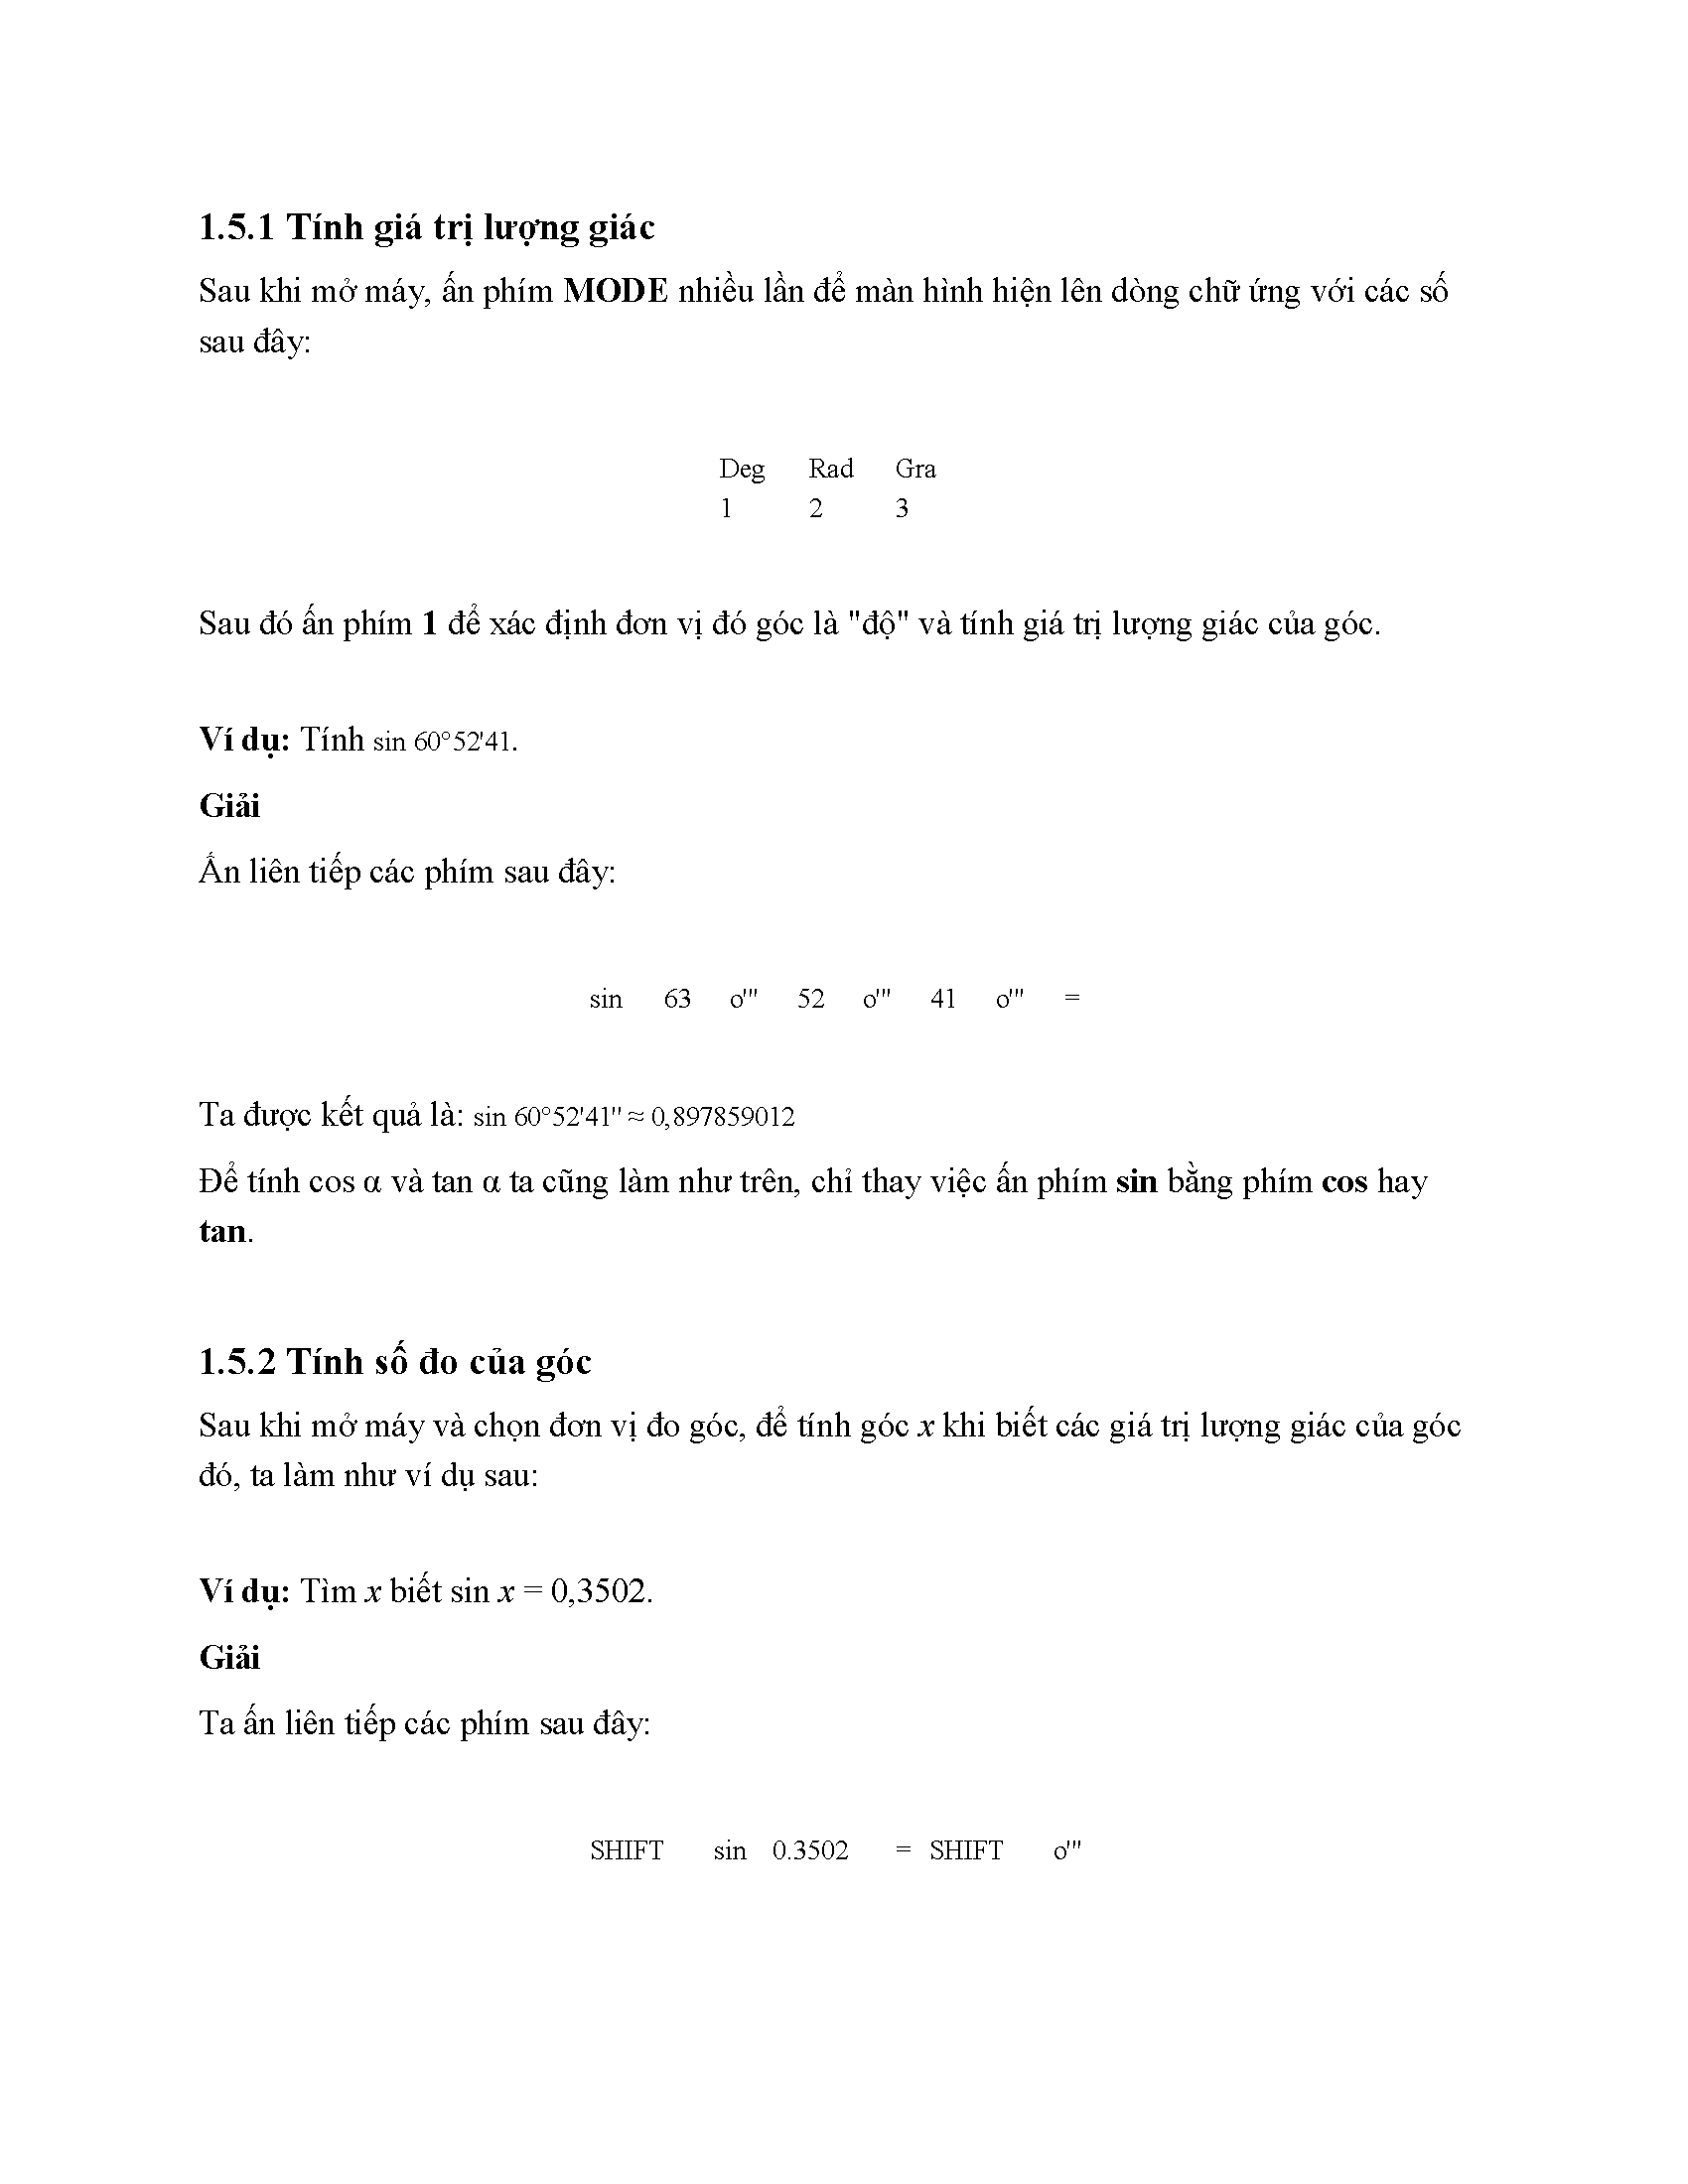 1.5.1 Tính giá trị lượng giác
Sau khi mở máy, ấn phím MODE nhiều lần để màn hình hiện lên dòng chữ ứng với các số
sau đây:
Deg Rad Gra
1 2 3
Sau đó ấn phím 1 để xác định đơn vị đó góc là "độ" và tính giá trị lượng giác của góc.
Ví dụ: Tính sin 60°52'41.
Giải
Ấn liên tiếp các phím sau đây:
sin 63 o''' 52 o''' 41 o''' =
Ta được kết quả là: sin 60°52'41" ≈ 0,897859012
Để tính cos α và tan α ta cũng làm như trên, chỉ thay việc ấn phím sin bằng phím cos hay
tan.
1.5.2 Tính số đo của góc
Sau khi mở máy và chọn đơn vị đo góc, để tính góc x khi biết các giá trị lượng giác của góc
đó, ta làm như ví dụ sau:
Ví dụ: Tìm x biết sin x = 0,3502.
Giải
Ta ấn liên tiếp các phím sau đây:
SHIFT sin 0.3502 = SHIFT o'''